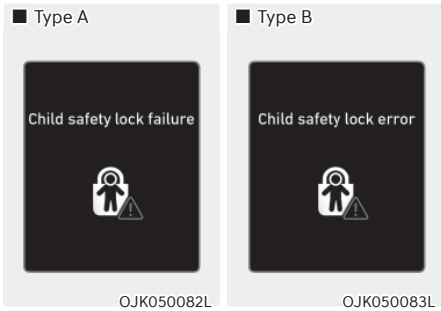 ■ Type A
Child safety lock failure
OJK050082L
■ Type B
Child safety lock error
OJK050083L